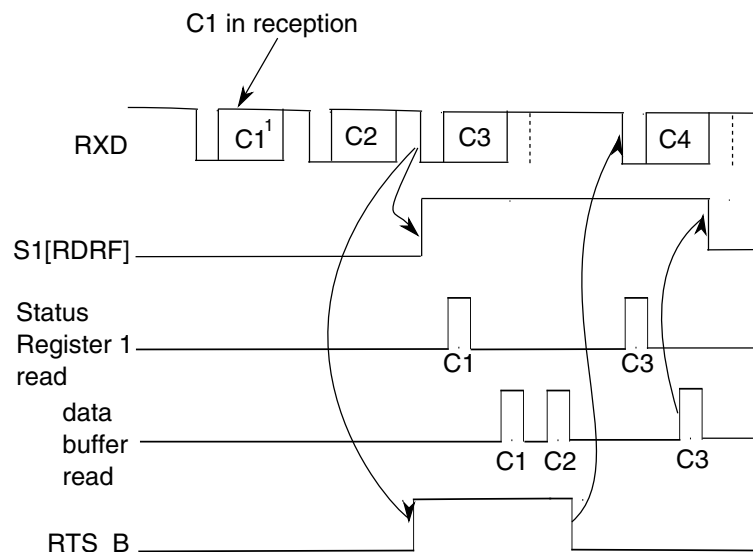 C1 in reception
RXD
C1 1
C2
C3
C4
S1[RDRF]
Status
Register 1
read
C1
C3
data
buffer
read
C1
C2
C3
RTS_B